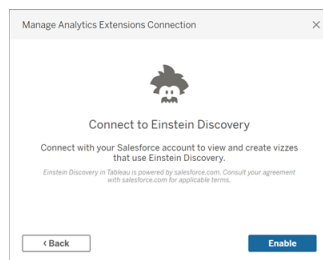 Manage Analytics Extensions Connection
Connect to Einstein Discovery
Connect with your Salesforce account to view and create vizzes
that use Einstein Discovery.
Einstein Discovery in Tableau is powered by salesforce.com. Consult your agreement
with salesforce.com for applicable terms.
Back
Enable